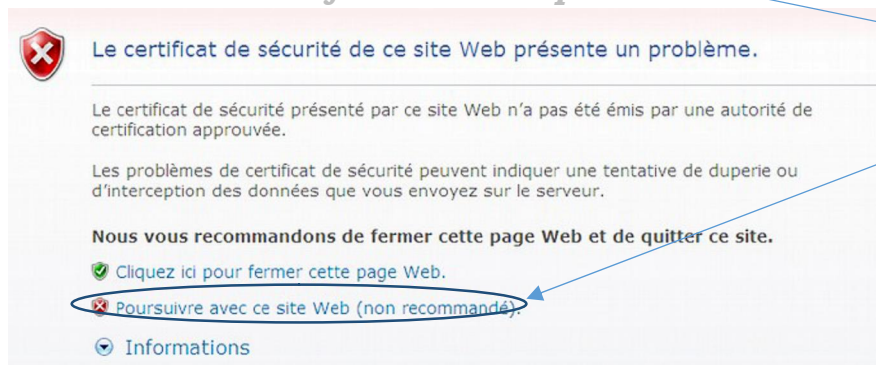 Le certificat de sécurité de ce site Web présente un problème.
Le certificat de sécurité présenté par ce site Web n'a pas été émis par une autorité de
certification approuvée.
Les problèmes de certificat de sécurité peuvent indiquer une tentative de duperie ou
d'interception des données que vous envoyez sur le serveur.
Nous vous recommandons de fermer cette page Web et de quitter ce site.
Cliquez ici pour fermer cette page Web.
Poursuivre avec ce site Web (non recommandé).
Informations